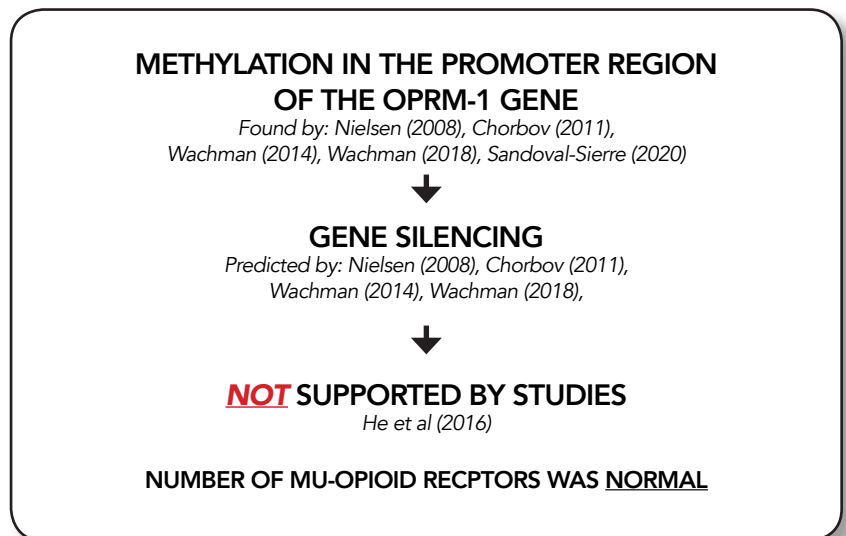 METHYLATION IN THE PROMOTER REGION
OF THE OPRM-1 GENE
Found by: Nielsen (2008), Chorbov (2011),
Wachman (2014), Wachman (2018), Sandoval-Sierre (2020)
GENE SILENCING
Predicted by: Nielsen (2008), Chorbov (2011),
Wachman (2014), Wachman (2018),
NOT SUPPORTED BY STUDIES
He et al (2016)
NUMBER OF MU-OPIOID RECPTORS WAS NORMAL